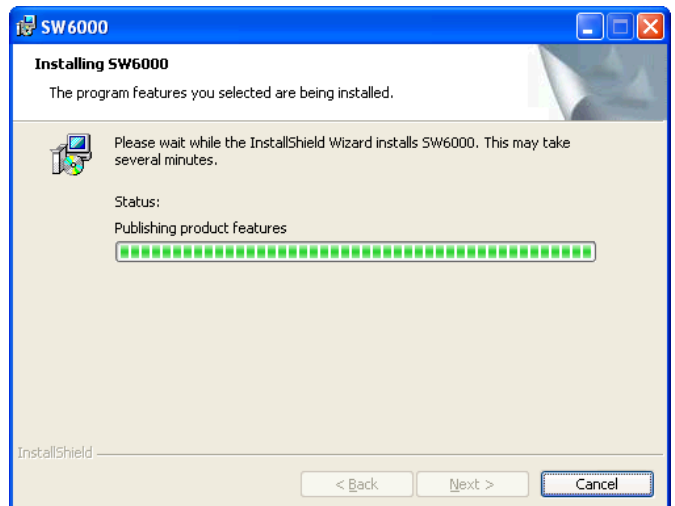 SW6000
Installing SW6000
The program features you selected are being installed.
Please wait while the InstallShield Wizard installs SW6000. This may take
several minutes.
Status:
Publishing product features
InstallShield
< Back Next > Cancel